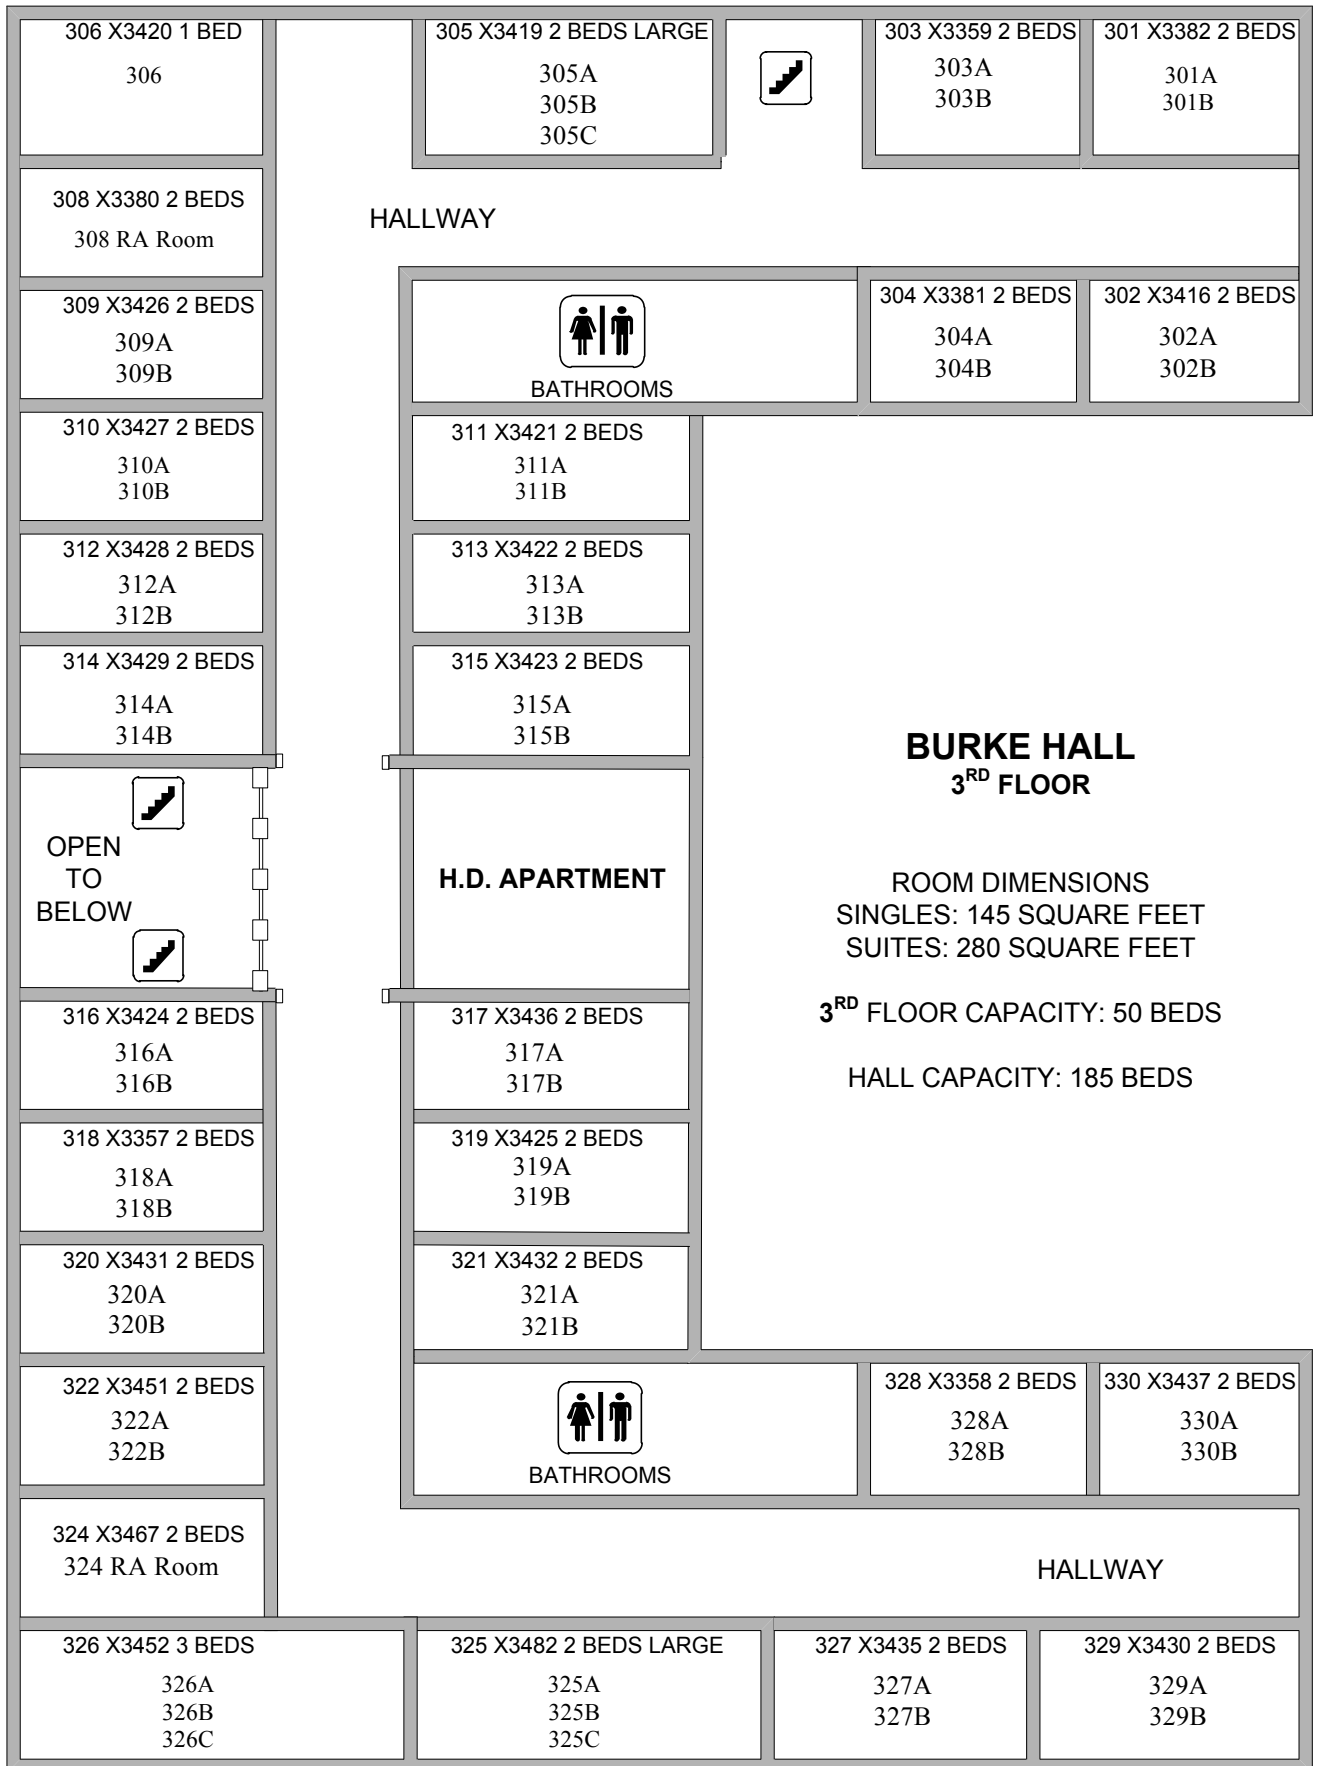 306 X3420 1 BED
306
305 X3419 2 BEDS LARGE
305A
305B
305C
303 X3359 2 BEDS
303A
303B
301 X3382 2 BEDS
301A
301B
308 X3380 2 BEDS
308 RA Room
HALLWAY
309 X3426 2 BEDS
309A
309B
BATHROOMS
304 X3381 2 BEDS
304A
304B
302 X3416 2 BEDS
302A
302B
310 X3427 2 BEDS
310A
310B
311 X3421 2 BEDS
311A
311B
312 X3428 2 BEDS
312A
312B
313 X3422 2 BEDS
313A
313B
314 X3429 2 BEDS
314A
314B
315 X3423 2 BEDS
315A
315B
OPEN
TO
BELOW
H.D. APARTMENT
BURKE HALL
3RD FLOOR
ROOM DIMENSIONS
SINGLES: 145 SQUARE FEET
SUITES: 280 SQUARE FEET
3RD FLOOR CAPACITY: 50 BEDS
HALL CAPACITY: 185 BEDS
316 X3424 2 BEDS
316A
316B
317 X3436 2 BEDS
317A
317B
318 X3357 2 BEDS
318A
318B
319 X3425 2 BEDS
319A
319B
320 X3431 2 BEDS
320A
320B
321 X3432 2 BEDS
321A
321B
322 X3451 2 BEDS
322A
322B
BATHROOMS
328 X3358 2 BEDS
328A
328B
330 X3437 2 BEDS
330A
330B
324 X3467 2 BEDS
324 RA Room
HALLWAY
326 X3452 3 BEDS
326A
326B
326C
325 X3482 2 BEDS LARGE
325A
325B
325C
327 X3435 2 BEDS
327A
327B
329 X3430 2 BEDS
329A
329B